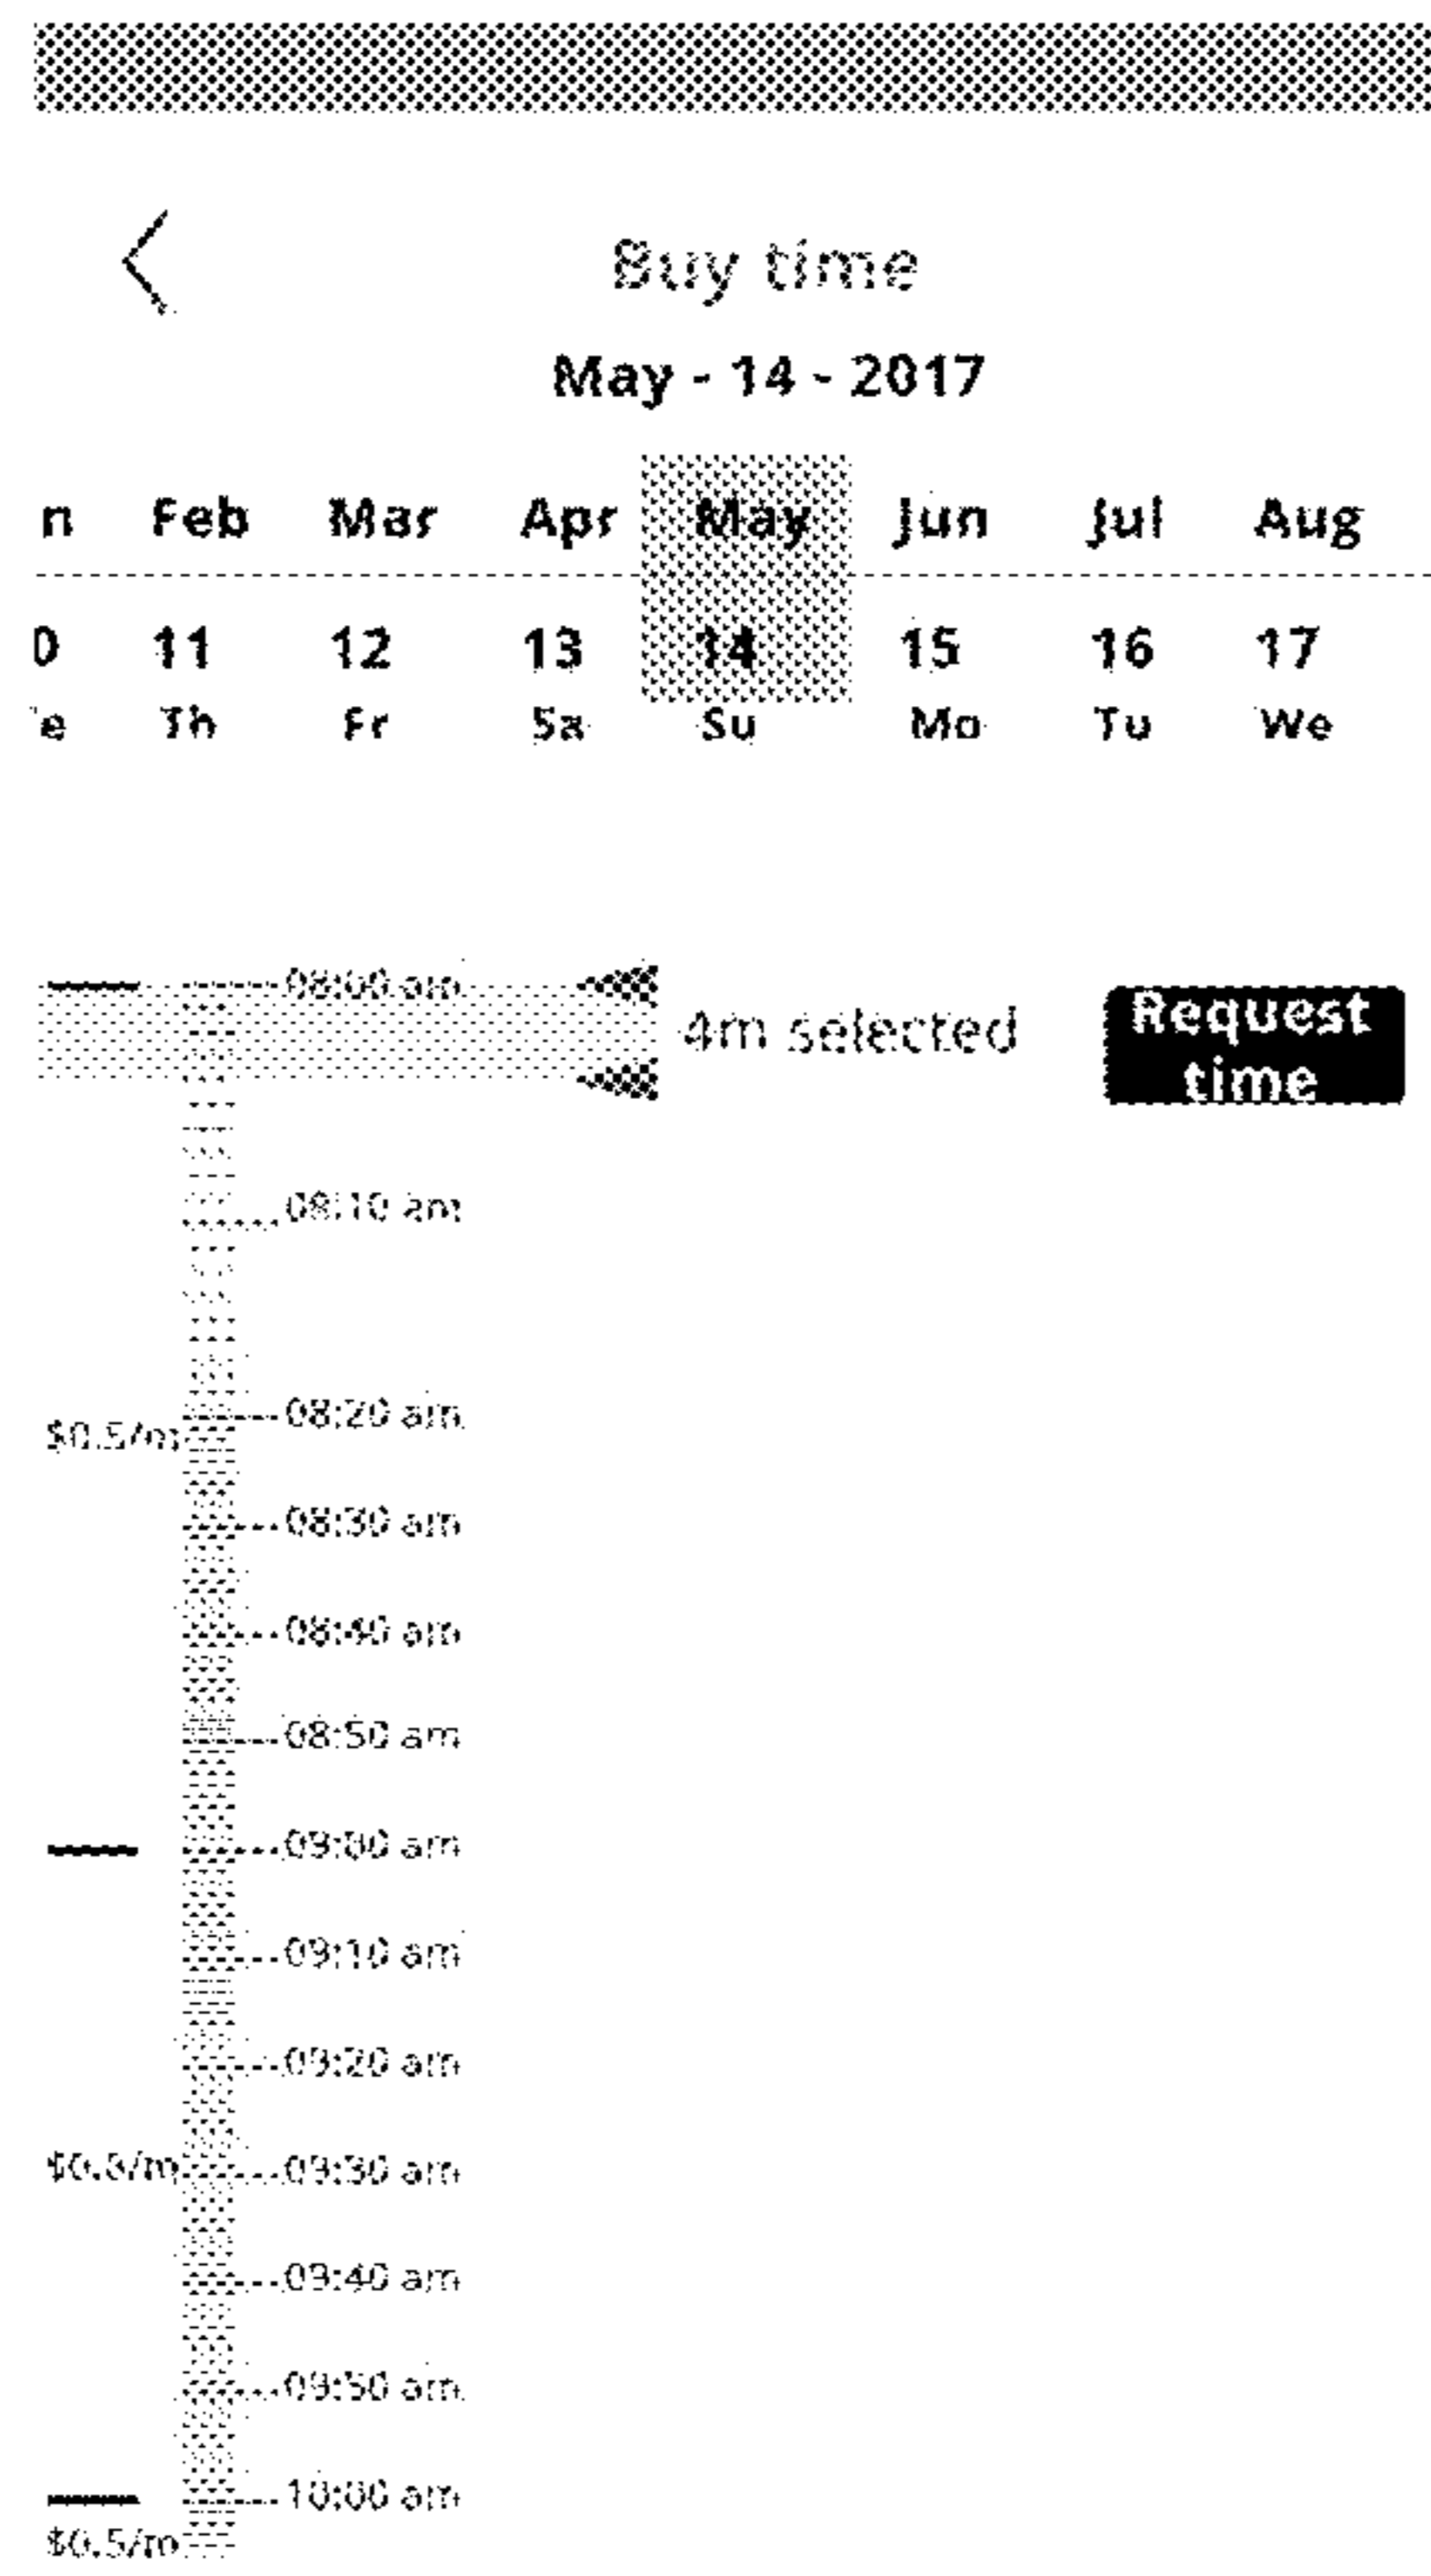 Buy time
May - 14 - 2017
n Feb Mar Apr May Jun Jul Aug
0 11 12 13 14 15 16 17
e Th Fr Sa Su Mo Tu We
08:00 am
4m selected
Request
time
08:10 am
08:20 am
$0.5/m
08:30 am
08:40 am
08:50 am
09:00 am
09:10 am
09:20 am
09:30 am
09:40 am
09:50 am
10:00 am
$0.5/m